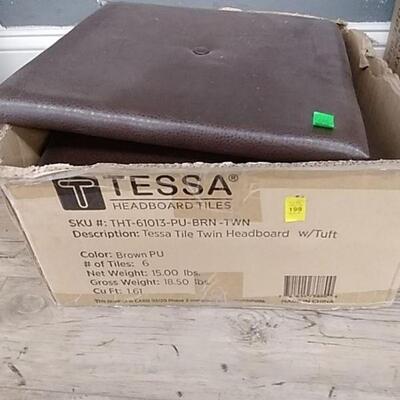 TESSA®
HEADBOARD TILES
SKU #: THT-61013-PU-BRN-TWN
Description: Tessa Tile Twin Headboard w/Tuft
Color: Brown PU
# of Tiles: 6
Net Weight: 15.00 lbs.
Gross Weight: 18.50 lbs.
Cu Ft: 1.61
199
MADE IN CHINA